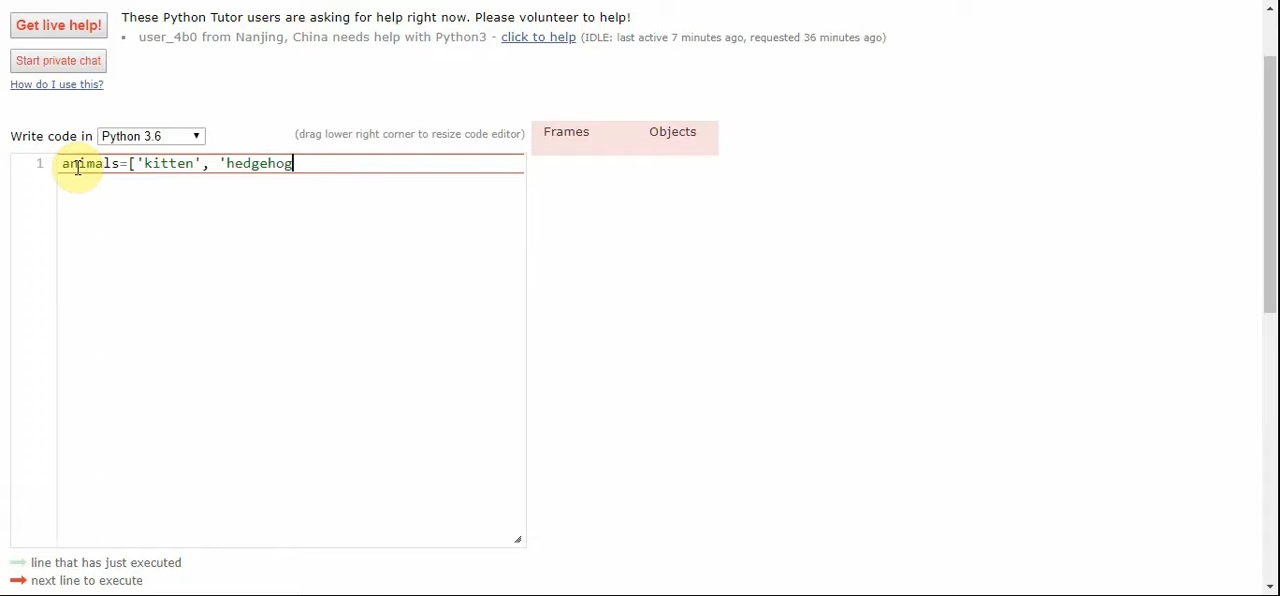 Get live help!
These Python Tutor users are asking for help right now. Please volunteer to help!
• user_4b0 from Nanjing, China needs help with Python3 - click to help (IDLE: last active 7 minutes ago, requested 36 minutes ago)
Start private chat
How do I use this?
Write code in Python 3.6
(drag lower right corner to resize code editor)
Frames Objects
1 animals=['kitten', 'hedgehog
line that has just executed
next line to execute